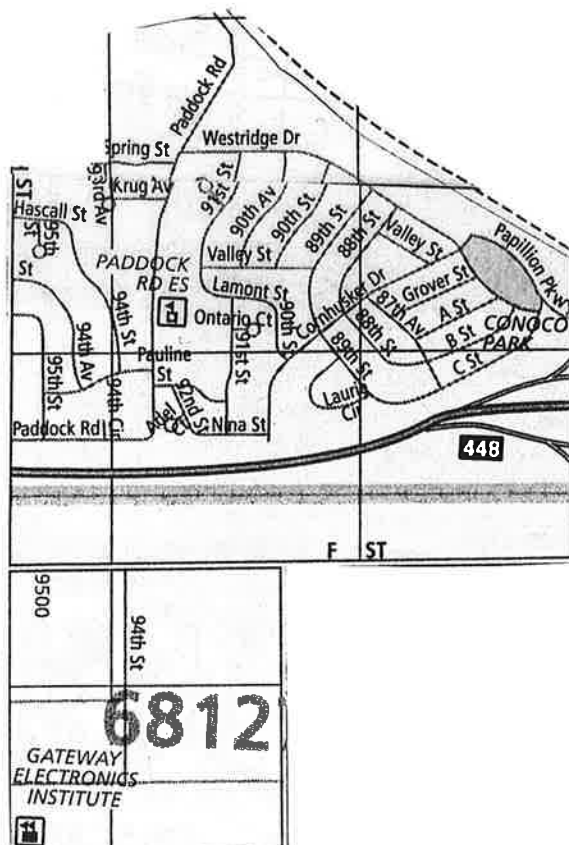 Paddock Rd
Westridge Dr
Spring St
93rd Av
Krug Av
91st St
90th Av
90th St
89th St
88th St
Valley St
Papillion Pkwy
ST
Hascall St
95th St
PADDOCK
RD ES
Valley St
Lamont St
Cornhusker Dr
Grover St
87th Av
A St
CONOCO
PARK
St
94th St
Ontario Ct
90th St
88th St
B St
94th Av
Pauline
St
91st St
89th St
C St
95th St
94th Cir
92nd St
Laurie
Cir
Paddock Rd
Adel
Nina St
448
F ST
9500
94th St
6812
GATEWAY
ELECTRONICS
INSTITUTE